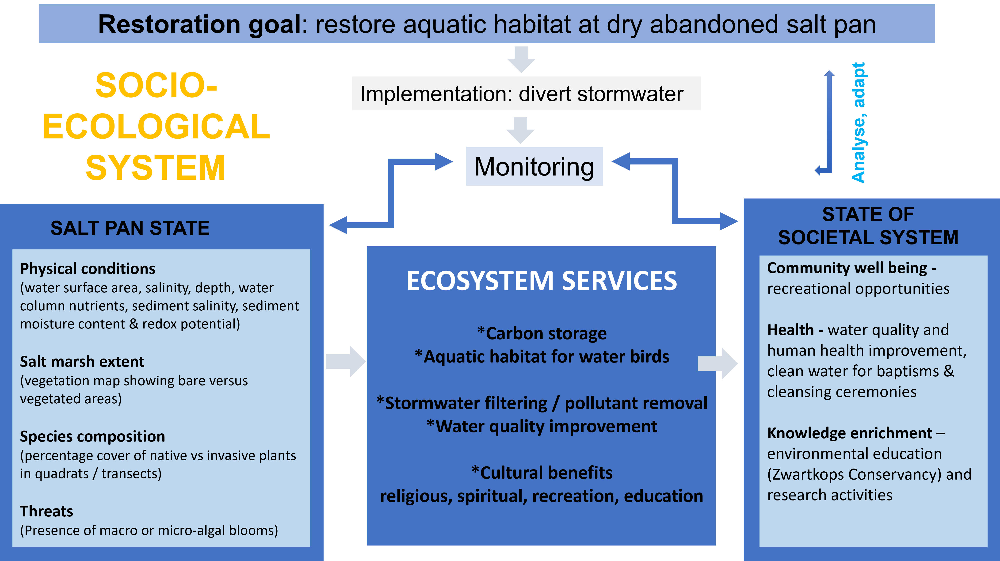 Restoration goal: restore aquatic habitat at dry abandoned salt pan
SOCIO-
ECOLOGICAL
SYSTEM
Implementation: divert stormwater
Monitoring
Analyse, adapt
SALT PAN STATE
Physical conditions
(water surface area, salinity, depth, water
column nutrients, sediment salinity, sediment
moisture content & redox potential)
Salt marsh extent
(vegetation map showing bare versus
vegetated areas)
Species composition
(percentage cover of native vs invasive plants
in quadrats / transects)
Threats
(Presence of macro or micro-algal blooms)
ECOSYSTEM SERVICES
*Carbon storage
*Aquatic habitat for water birds
*Stormwater filtering / pollutant removal
*Water quality improvement
*Cultural benefits
religious, spiritual, recreation, education
STATE OF
SOCIETAL SYSTEM
Community well being -
recreational opportunities
Health - water quality and
human health improvement,
clean water for baptisms &
cleansing ceremonies
Knowledge enrichment –
environmental education
(Zwartkops Conservancy) and
research activities